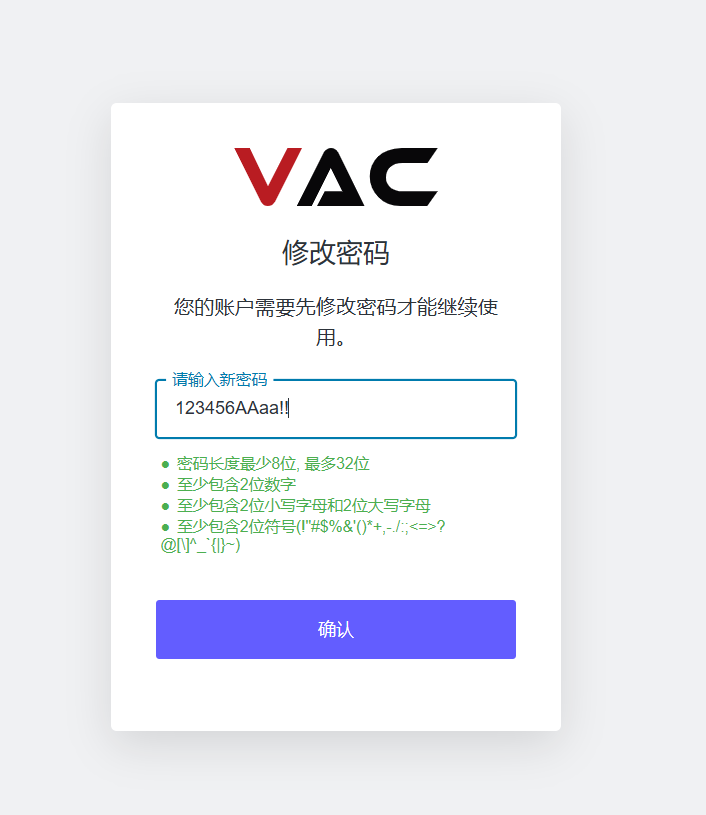 VAC
修改密码
您的账户需要先修改密码才能继续使
用。
请输入新密码
123456AAaa!!
● 密码长度最少8位, 最多32位
● 至少包含2位数字
● 至少包含2位小写字母和2位大写字母
● 至少包含2位符号(!"#$%&'()*+,-./:;<=>?
@[\]^_`{|}~)
确认